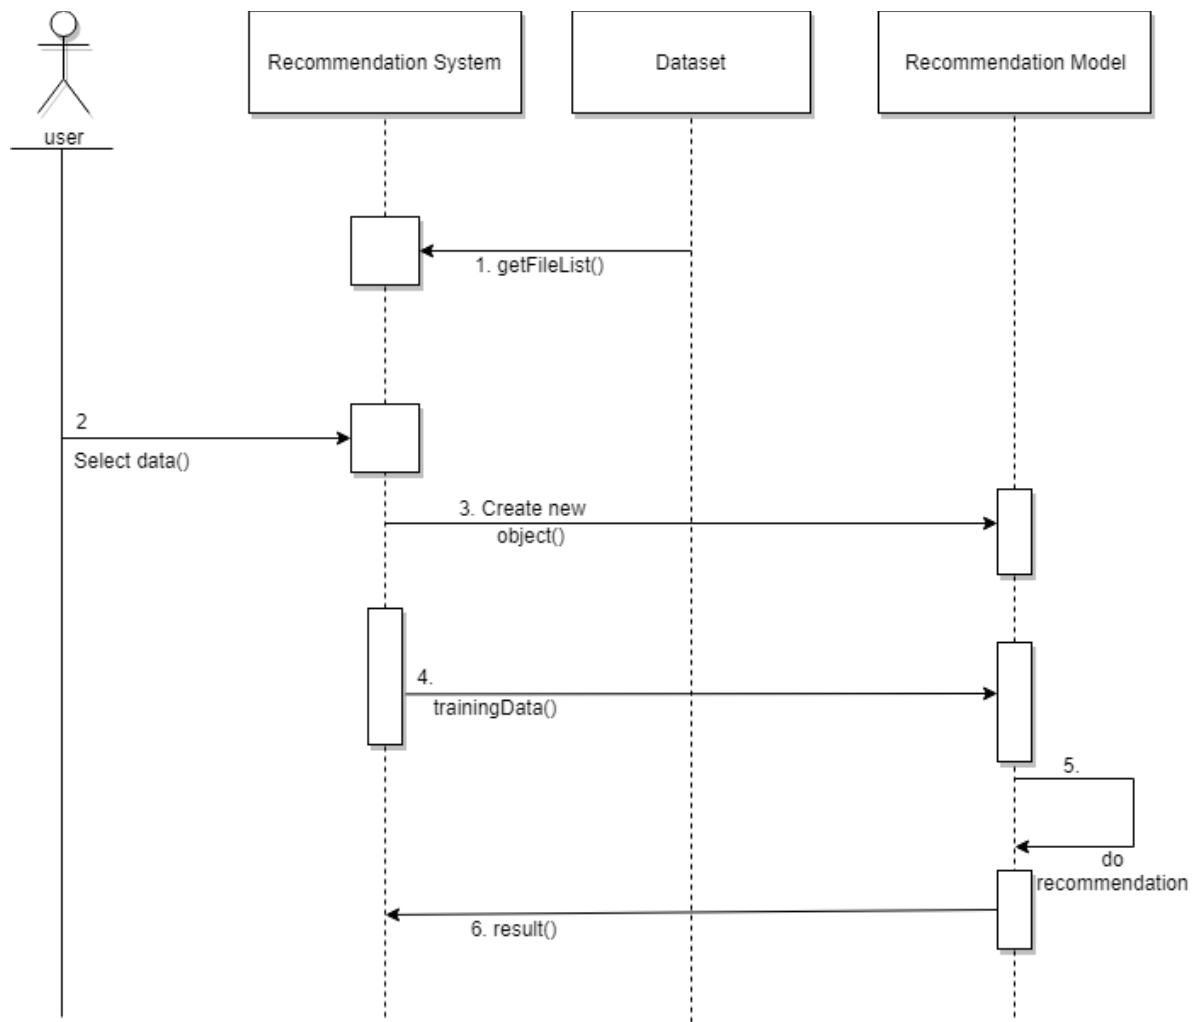 user
Recommendation System
Dataset
Recommendation Model
1. getFileList()
2
Select data()
3. Create new
object()
4.
trainingData()
5.
do
recommendation
6. result()